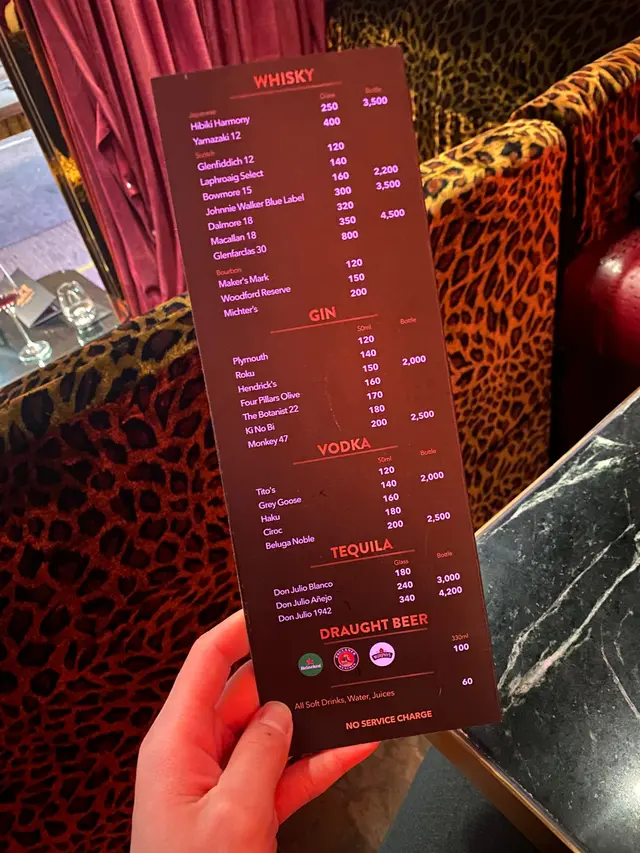 WHISKY
Japanese Glass Bottle
Hibiki Harmony 250 3,500
Yamazaki 12 400
Scotch
Glenfiddich 12 120
Laphroaig Select 140
Bowmore 15 160 2,200
Johnnie Walker Blue Label 300 3,500
Dalmore 18 320
Macallan 18 350 4,500
Glenfarclas 30 800
Bourbon
Maker's Mark 120
Woodford Reserve 150
Michter's 200
GIN
50ml Bottle
Plymouth 120
Roku 140
Hendrick's 150 2,000
Four Pillars Olive 160
The Botanist 22 170
Ki No Bi 180
Monkey 47 200 2,500
VODKA
50ml Bottle
Tito's 120
Grey Goose 140 2,000
Haku 160
Ciroc 180
Beluga Noble 200 2,500
TEQUILA
Glass Bottle
Don Julio Blanco 180
Don Julio Añejo 240 3,000
Don Julio 1942 340 4,200
DRAUGHT BEER
330ml
Heineken MURPHY'S 100
All Soft Drinks, Water, Juices 60
NO SERVICE CHARGE